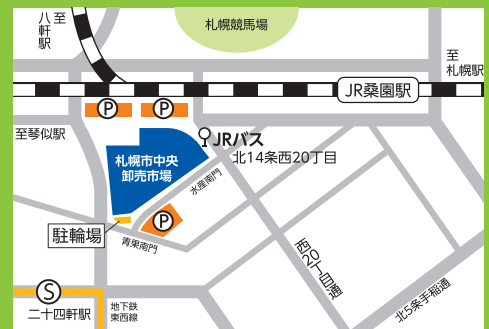 至
八軒駅
札幌競馬場
至
札幌駅
JR桑園駅
P
P
至琴似駅
JRバス
北14条西20丁目
札幌市中央
卸売市場
水産南門
P
駐輪場
青果南門
西20丁目通
北5条手稲通
S
二十四軒駅
地下鉄
東西線